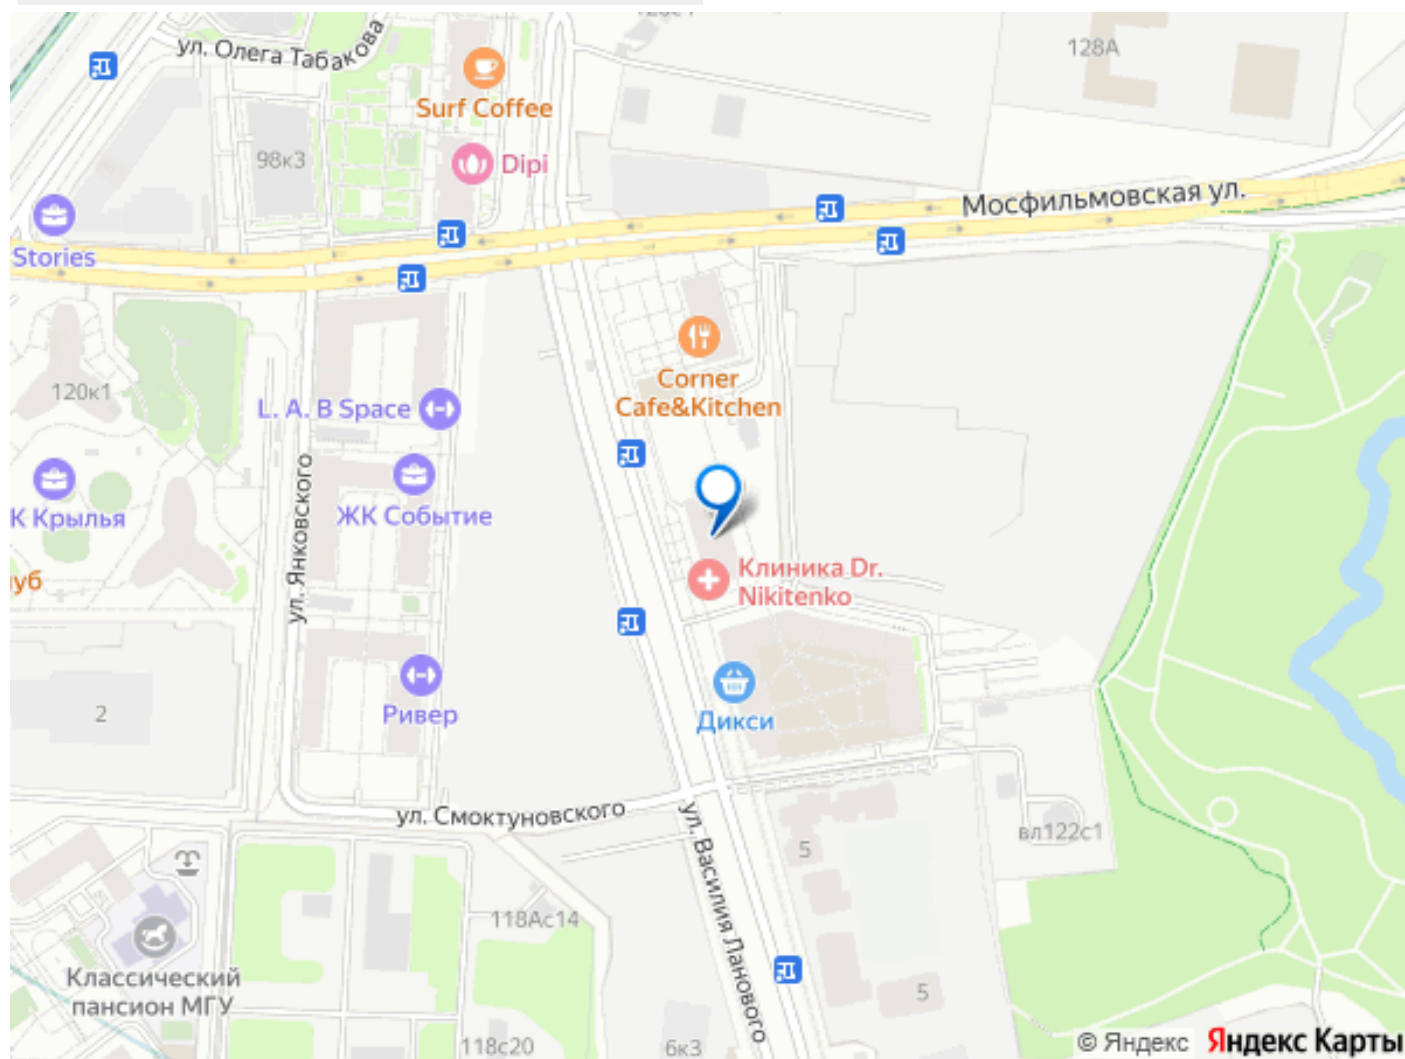 ул. Олега Табакова
128А
Surf Coffee
98к3
Dipi
Мосфильмовская ул.
Stories
Corner
Cafe&Kitchen
120к1
L. A. B Space
ул. Янковского
ЖК Событие
К Крылья
уб
Клиника Dr.
Nikitenko
Ривер
2
Дикси
ул. Смоктуновского
ул. Василия Ланового
вл122с1
5
118Ас14
Классический
пансион МГУ
5
118с20
6к3
© Яндекс Яндекс Карты